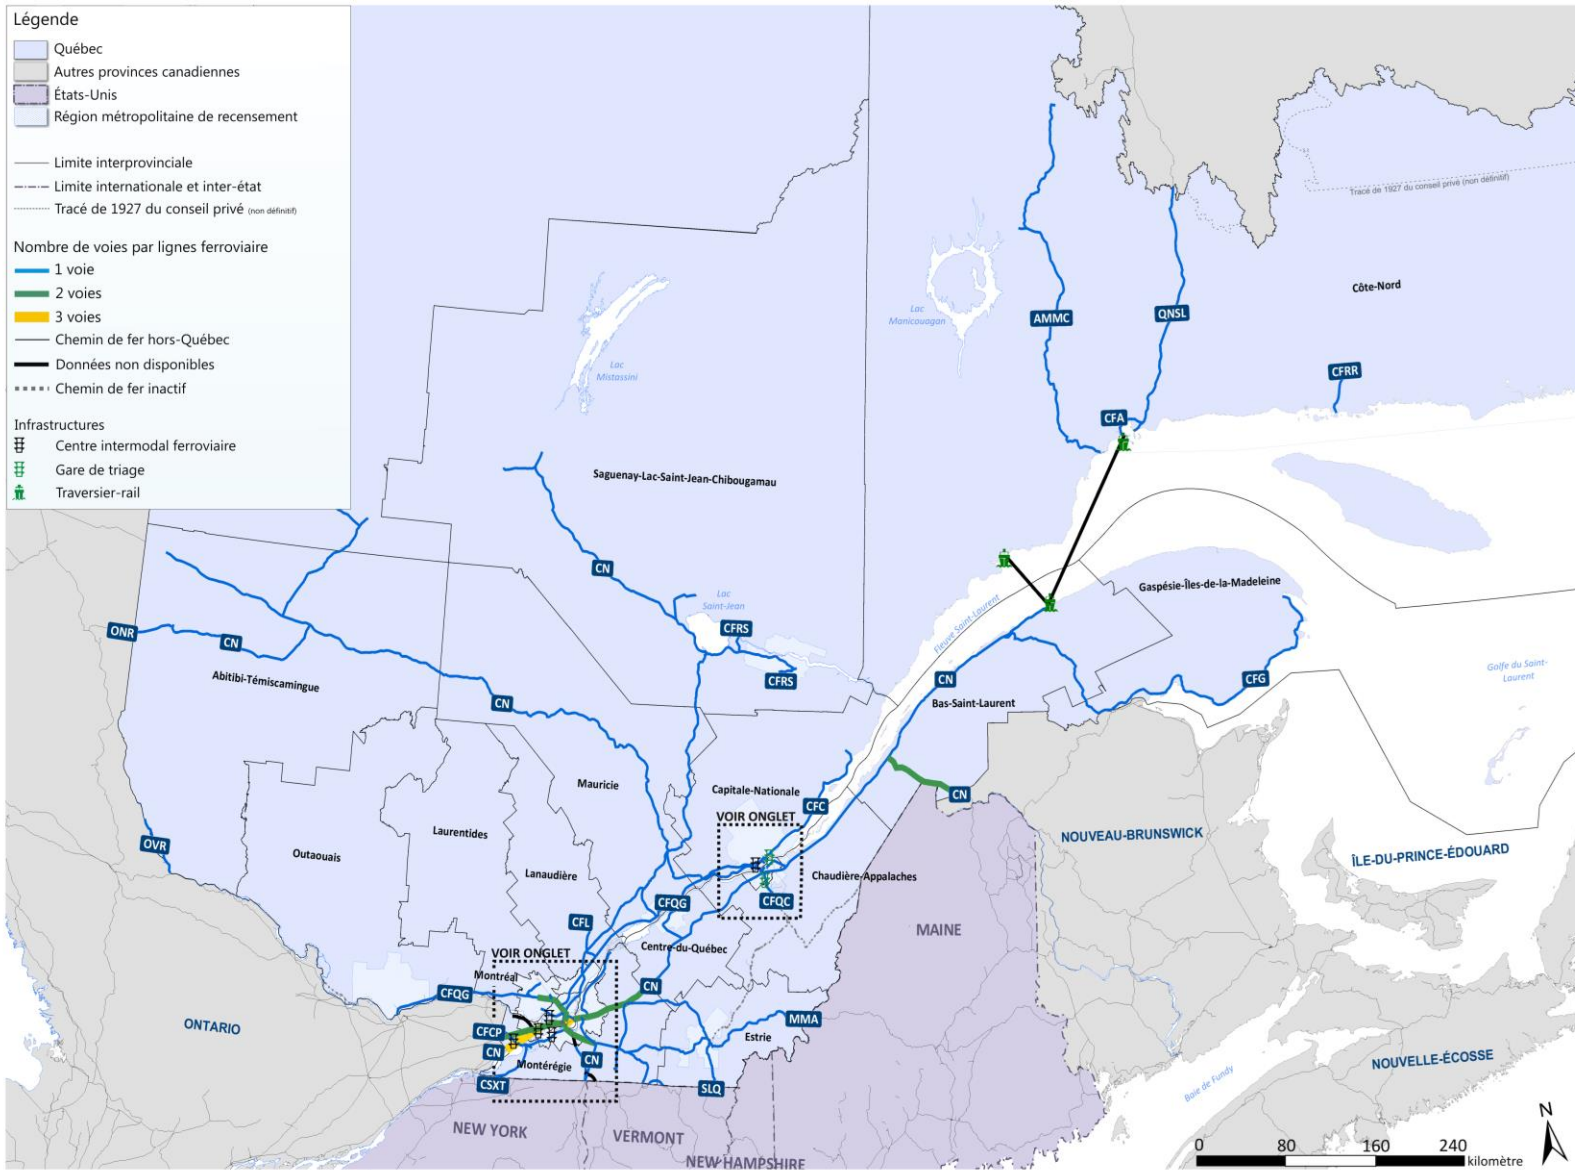 Légende
Québec
Autres provinces canadiennes
États-Unis
Région métropolitaine de recensement
Limite interprovinciale
Limite internationale et inter-état
Tracé de 1927 du conseil privé (non définitif)
Nombre de voies par lignes ferroviaire
1 voie
2 voies
3 voies
Chemin de fer hors-Québec
Données non disponibles
Chemin de fer inactif
Infrastructures
Centre intermodal ferroviaire
Gare de triage
Traversier-rail
Tracé de 1927 du conseil privé (non définitif)
Côte-Nord
Lac
Manicouagan
AMMC
QNSL
Lac
Mistassini
CFRR
CFA
Saguenay-Lac-Saint-Jean-Chibougamau
CN
Gaspésie-Îles-de-la-Madeleine
Lac
Saint-Jean
Fleuve Saint-Laurent
CFRS
ONR
CN
CFRS
Abitibi-Témiscamingue
CN
CN
CFG
Golfe du Saint-
Laurent
Bas-Saint-Laurent
Mauricie
Capitale-Nationale
CN
CFC
VOIR ONGLET
Laurentides
NOUVEAU-BRUNSWICK
OVR
Outaouais
ÎLE-DU-PRINCE-ÉDOUARD
Lanaudière
Chaudière-Appalaches
CFQG
CFQC
CFL
MAINE
VOIR ONGLET
Centre-du-Québec
Montréal
CFQG
CN
ONTARIO
CFCP
MMA
CN
Estrie
CN
Montérégie
CSXT
SLQ
NOUVELLE-ÉCOSSE
Baie de Fundy
NEW YORK
VERMONT
NEW HAMPSHIRE
N
0 80 160 240
kilomètre